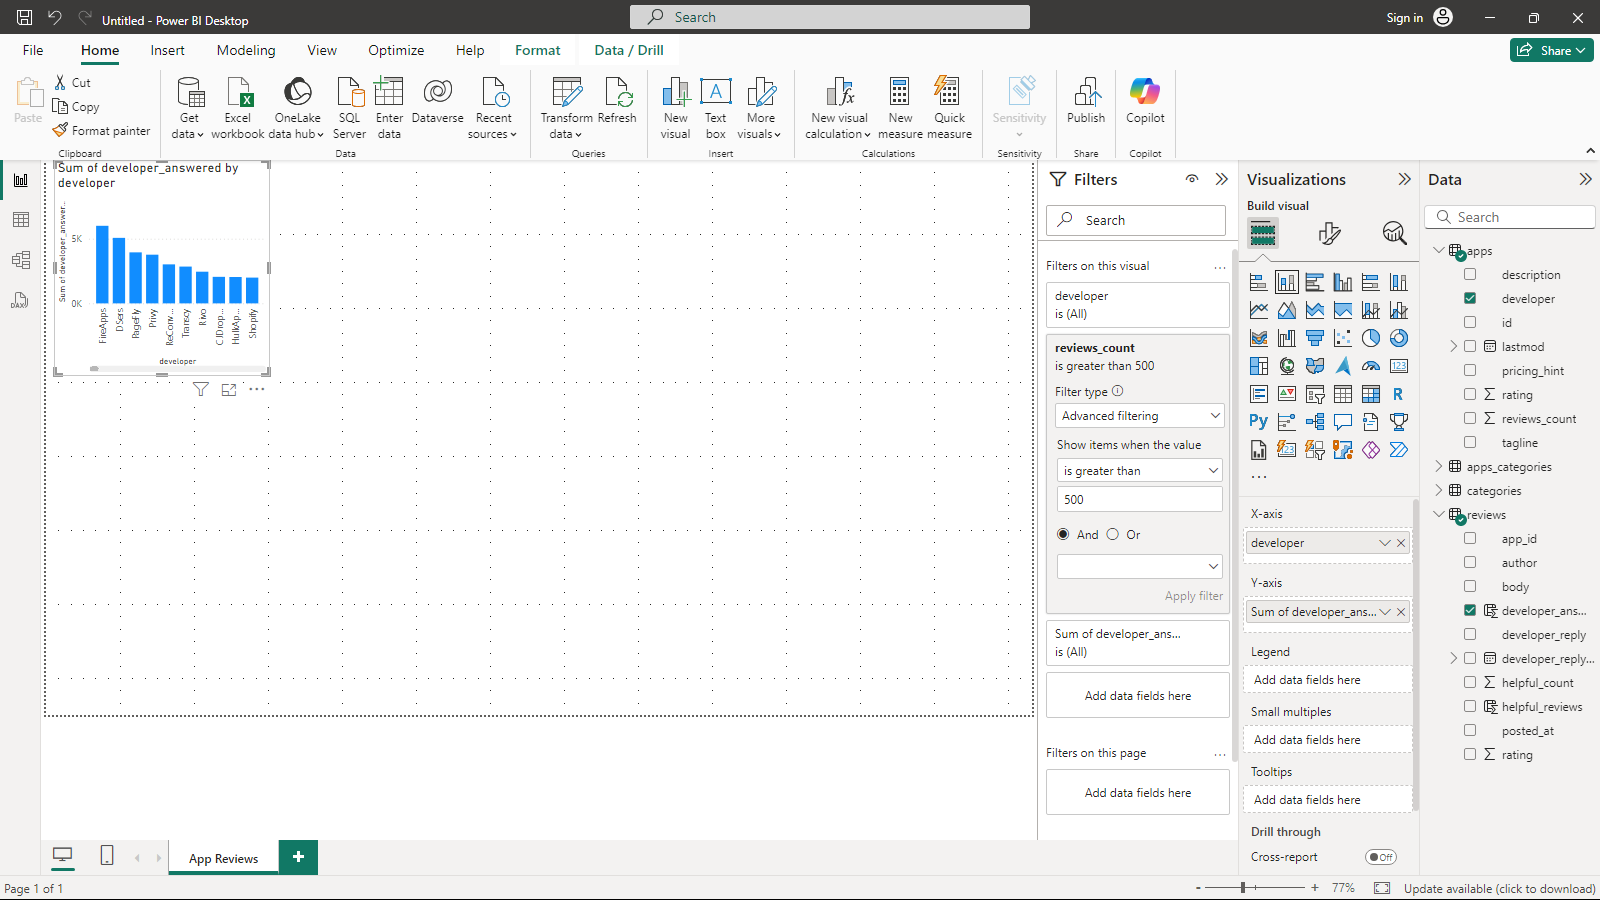 Untitled - Power BI Desktop
Search
Sign in
File
Home
Insert
Modeling
View
Optimize
Help
Format
Data / Drill
Share
Paste
Cut
Copy
Format painter
Clipboard
Get data
Excel workbook
OneLake data hub
SQL Server
Enter data
Dataverse
Recent sources
Data
Transform data
Refresh
Queries
New visual
Text box
More visuals
Insert
New visual calculation
New measure
Quick measure
Calculations
Sensitivity
Sensitivity
Publish
Share
Copilot
Copilot
Sum of developer_answered by
developer
Sum of developer_answer...
5K
0K
FireApps
DSers
PageFly
Privy
ReConv...
Transcy
Rivo
CJDrop...
HulkAp...
Shopify
developer
Filters
Search
Filters on this visual
...
developer
is (All)
reviews_count
is greater than 500
Filter type
Advanced filtering
Show items when the value
is greater than
500
And
Or
Apply filter
Sum of developer_ans...
is (All)
Add data fields here
Filters on this page
...
Add data fields here
Visualizations
Build visual
123
R
Py
123
...
X-axis
developer
Y-axis
Sum of developer_ans...
Legend
Add data fields here
Small multiples
Add data fields here
Tooltips
Add data fields here
Drill through
Cross-report
Off
Data
Search
apps
description
developer
id
lastmod
pricing_hint
rating
reviews_count
tagline
apps_categories
categories
reviews
app_id
author
body
developer_ans...
developer_reply
developer_reply...
helpful_count
helpful_reviews
posted_at
rating
DAX
App Reviews
+
Page 1 of 1
- + 77%
Update available (click to download)